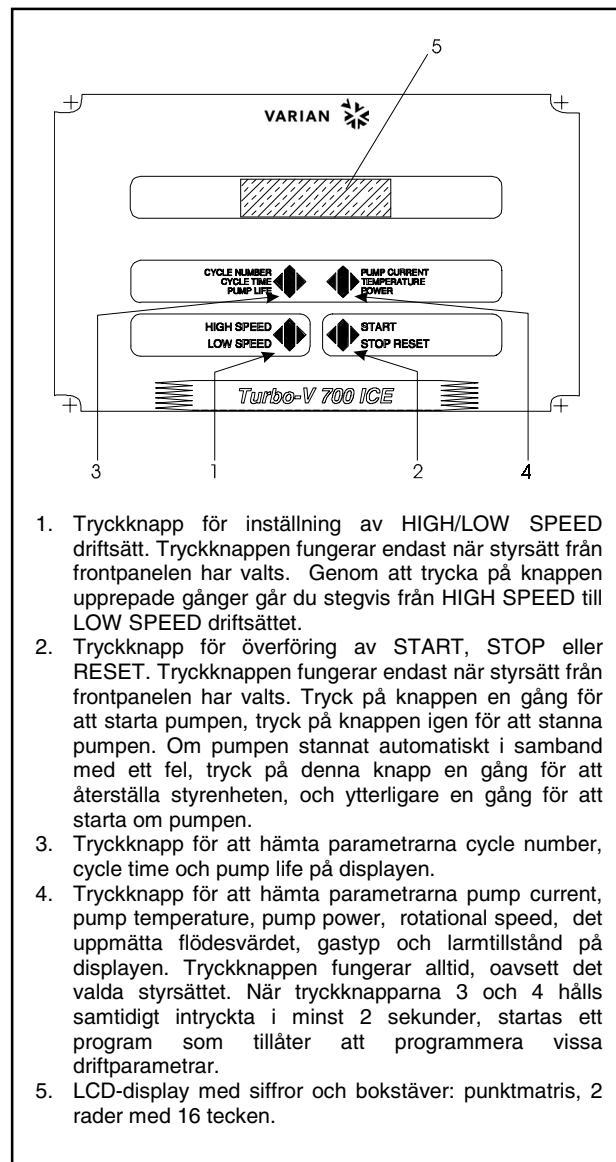 5
VARIAN
CYCLE NUMBER
CYCLE TIME
PUMP LIFE
PUMP CURRENT
TEMPERATURE
POWER
HIGH SPEED
LOW SPEED
START
STOP RESET
Turbo-V 700 ICE
3 1 2 4
1. Tryckknapp för inställning av HIGH/LOW SPEED
driftsätt. Tryckknappen fungerar endast när styrsätt från
frontpanelen har valts. Genom att trycka på knappen
upprepade gånger går du stegvis från HIGH SPEED till
LOW SPEED driftsättet.
2. Tryckknapp för överföring av START, STOP eller
RESET. Tryckknappen fungerar endast när styrsätt från
frontpanelen har valts. Tryck på knappen en gång för
att starta pumpen, tryck på knappen igen för att stanna
pumpen. Om pumpen stannat automatiskt i samband
med ett fel, tryck på denna knapp en gång för att
återställa styrenheten, och ytterligare en gång för att
starta om pumpen.
3. Tryckknapp för att hämta parametrarna cycle number,
cycle time och pump life på displayen.
4. Tryckknapp för att hämta parametrarna pump current,
pump temperature, pump power, rotational speed, det
uppmätta flödesvärdet, gastyp och larmtillstånd på
displayen. Tryckknappen fungerar alltid, oavsett det
valda styrsättet. När tryckknapparna 3 och 4 hålls
samtidigt intryckta i minst 2 sekunder, startas ett
program som tillåter att programmera vissa
driftparametrar.
5. LCD-display med siffror och bokstäver: punktmatris, 2
rader med 16 tecken.